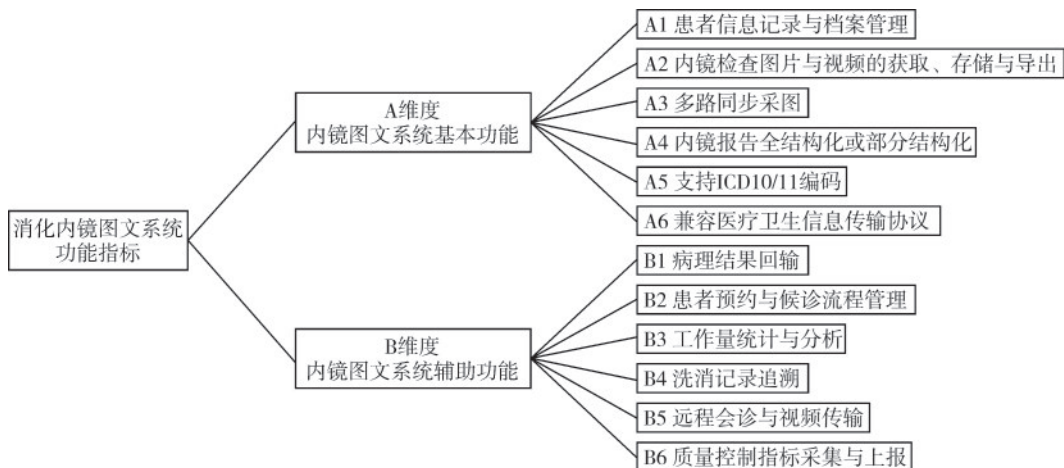 消化内镜图文系统
功能指标
A维度
内镜图文系统基本功能
A1 患者信息记录与档案管理
A2 内镜检查图片与视频的获取、存储与导出
A3 多路同步采图
A4 内镜报告全结构化或部分结构化
A5 支持ICD10/11编码
A6 兼容医疗卫生信息传输协议
B维度
内镜图文系统辅助功能
B1 病理结果回输
B2 患者预约与候诊流程管理
B3 工作量统计与分析
B4 洗消记录追溯
B5 远程会诊与视频传输
B6 质量控制指标采集与上报